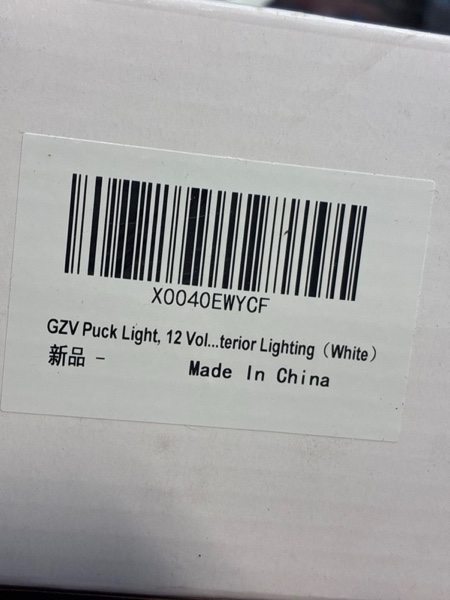 X0040EWYCF
GZV Puck Light, 12 Vol...terior Lighting（White）
新品 - Made In China